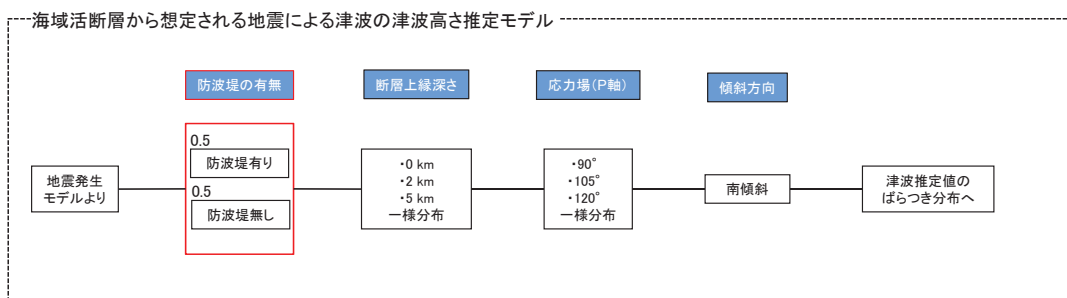 海域活断層から想定される地震による津波の津波高さ推定モデル
防波堤の有無
断層上縁深さ
応力場(P軸)
傾斜方向
地震発生
モデルより
0.5
防波堤有り
0.5
防波堤無し
・0 km
・2 km
・5 km
一様分布
・90°
・105°
・120°
一様分布
南傾斜
津波推定値の
ばらつき分布へ